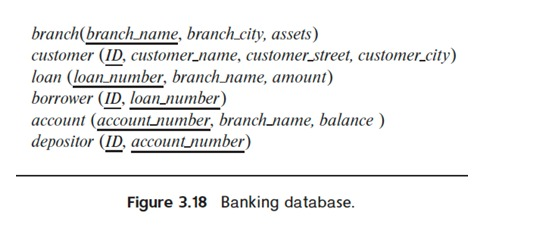 branch(branch_name, branch_city, assets)
customer (ID, customer_name, customer_street, customer_city)
loan (loan_number, branch_name, amount)
borrower (ID, loan_number)
account (account_number, branch_name, balance )
depositor (ID, account_number)
Figure 3.18 Banking database.